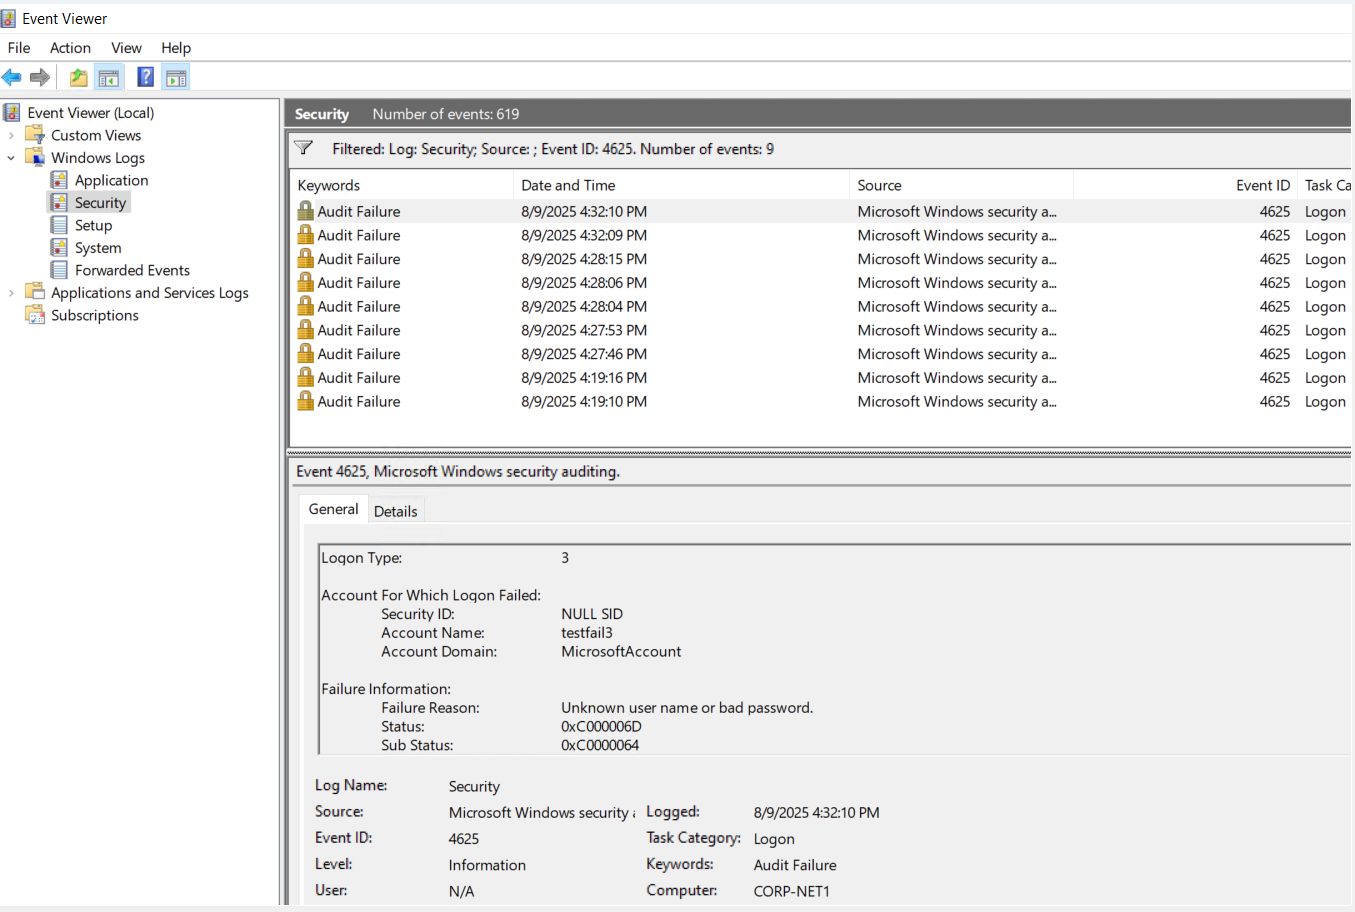 Event Viewer
File Action View Help
Event Viewer (Local)
Custom Views
Windows Logs
Application
Security
Setup
System
Forwarded Events
Applications and Services Logs
Subscriptions
Security Number of events: 619
Filtered: Log: Security; Source: ; Event ID: 4625. Number of events: 9
Keywords Date and Time Source Event ID Task Ca
Audit Failure 8/9/2025 4:32:10 PM Microsoft Windows security a... 4625 Logon
Audit Failure 8/9/2025 4:32:09 PM Microsoft Windows security a... 4625 Logon
Audit Failure 8/9/2025 4:28:15 PM Microsoft Windows security a... 4625 Logon
Audit Failure 8/9/2025 4:28:06 PM Microsoft Windows security a... 4625 Logon
Audit Failure 8/9/2025 4:28:04 PM Microsoft Windows security a... 4625 Logon
Audit Failure 8/9/2025 4:27:53 PM Microsoft Windows security a... 4625 Logon
Audit Failure 8/9/2025 4:27:46 PM Microsoft Windows security a... 4625 Logon
Audit Failure 8/9/2025 4:19:16 PM Microsoft Windows security a... 4625 Logon
Audit Failure 8/9/2025 4:19:10 PM Microsoft Windows security a... 4625 Logon
Event 4625, Microsoft Windows security auditing.
General Details
Logon Type: 3
Account For Which Logon Failed:
Security ID: NULL SID
Account Name: testfail3
Account Domain: MicrosoftAccount
Failure Information:
Failure Reason: Unknown user name or bad password.
Status: 0xC000006D
Sub Status: 0xC0000064
Log Name: Security
Source: Microsoft Windows security a Logged: 8/9/2025 4:32:10 PM
Event ID: 4625 Task Category: Logon
Level: Information Keywords: Audit Failure
User: N/A Computer: CORP-NET1